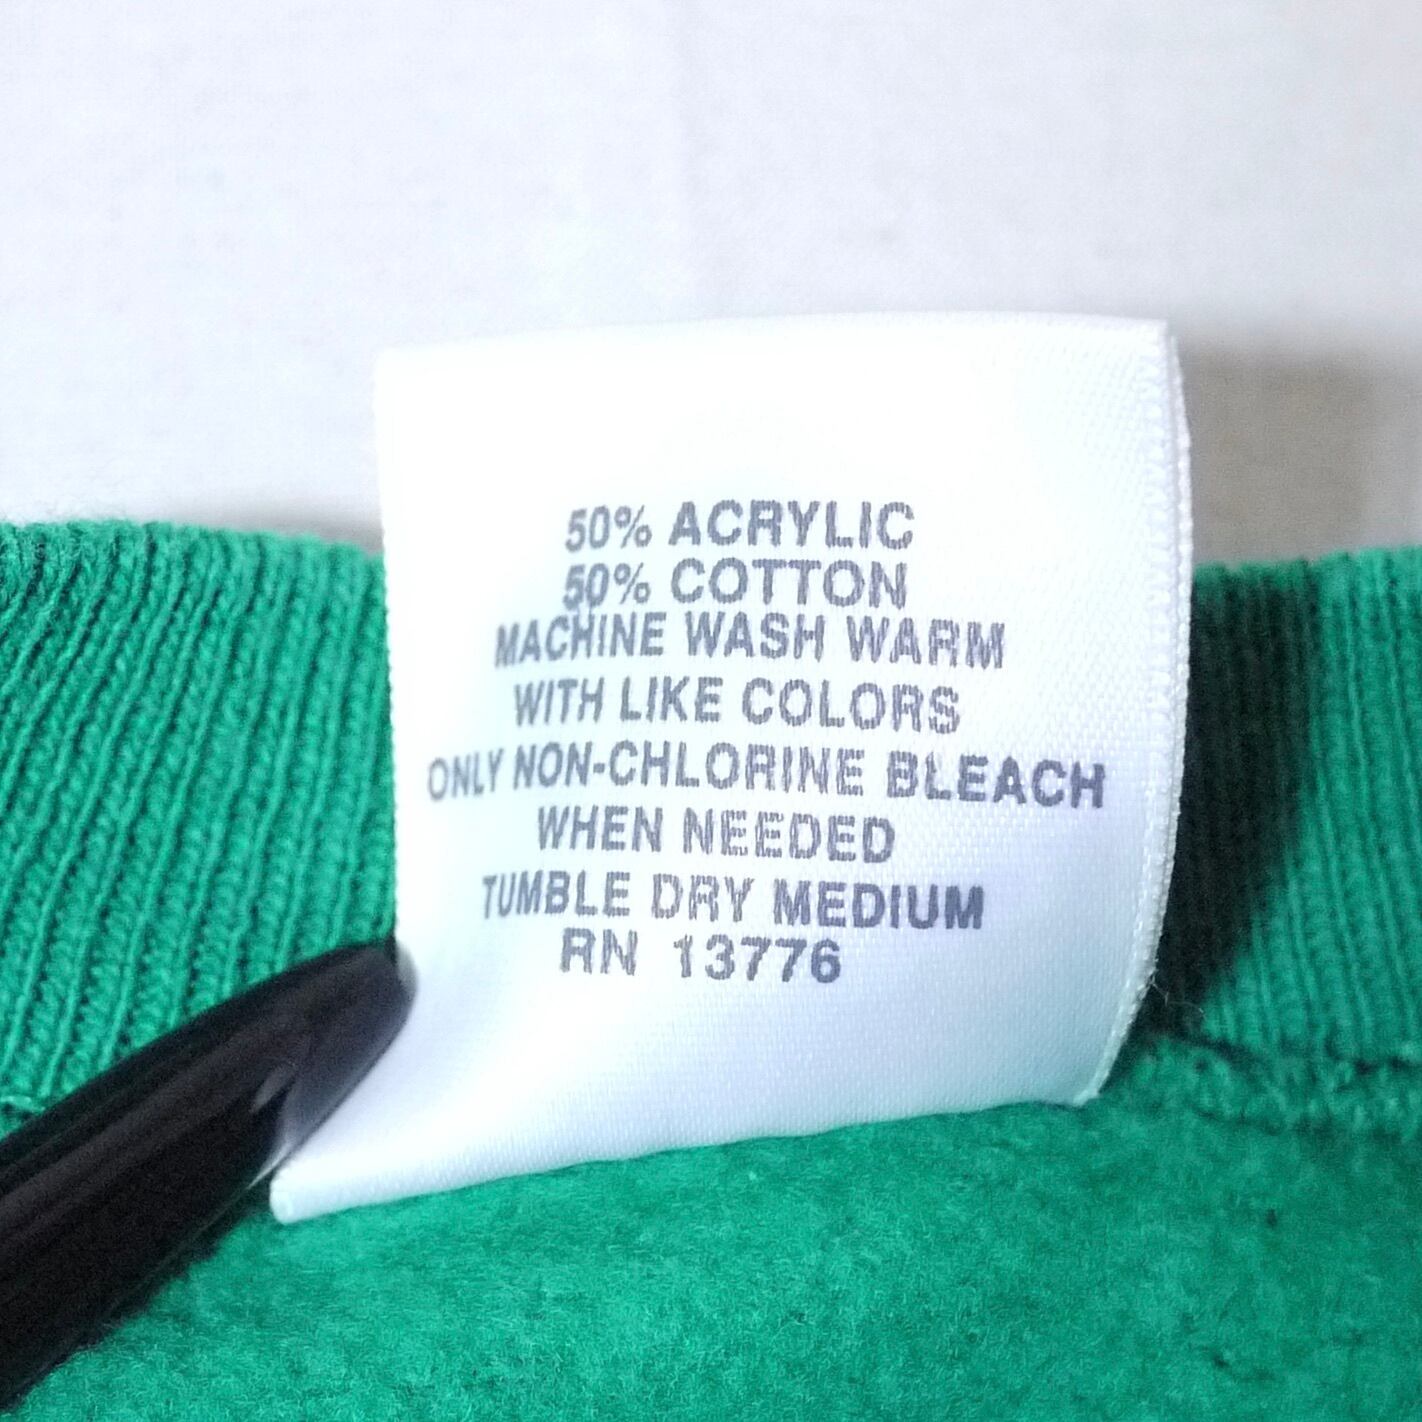 50% ACRYLIC
50% COTTON
MACHINE WASH WARM
WITH LIKE COLORS
ONLY NON-CHLORINE BLEACH
WHEN NEEDED
TUMBLE DRY MEDIUM
RN 13776